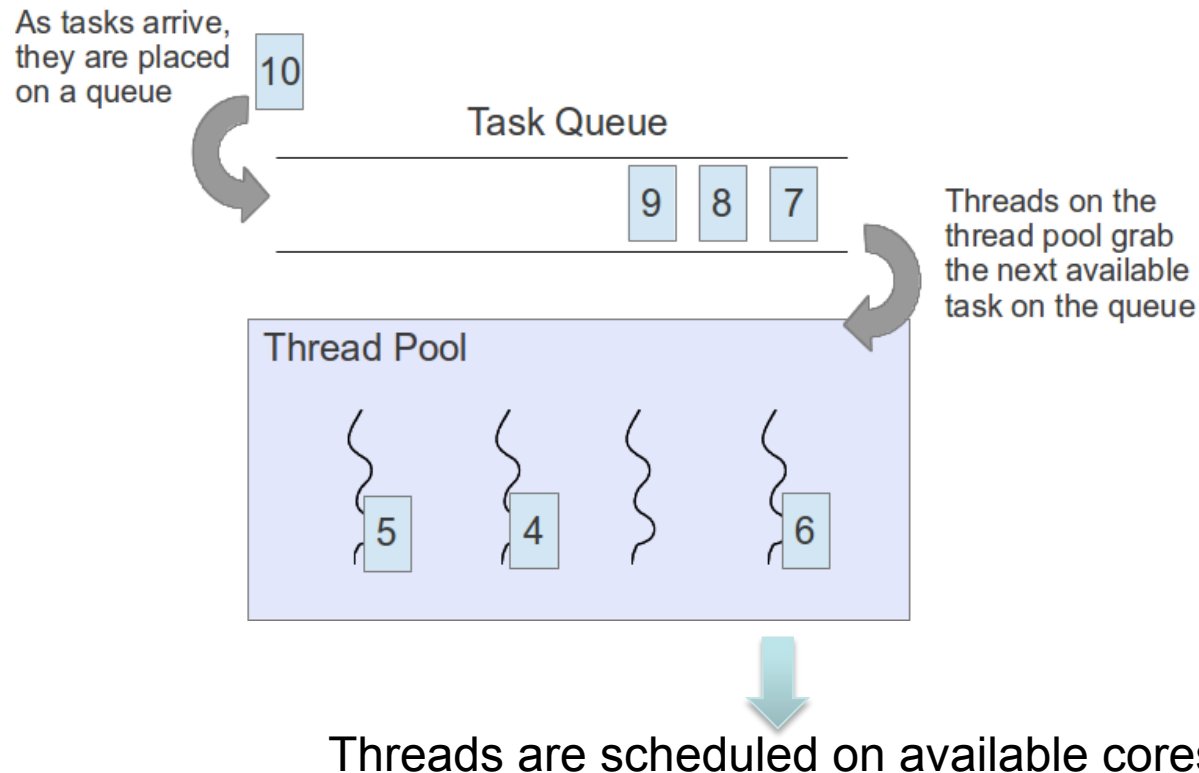 As tasks arrive,
they are placed
on a queue
10
Task Queue
9 8 7
Threads on the
thread pool grab
the next available
task on the queue
Thread Pool
5 4 6
Threads are scheduled on available cores